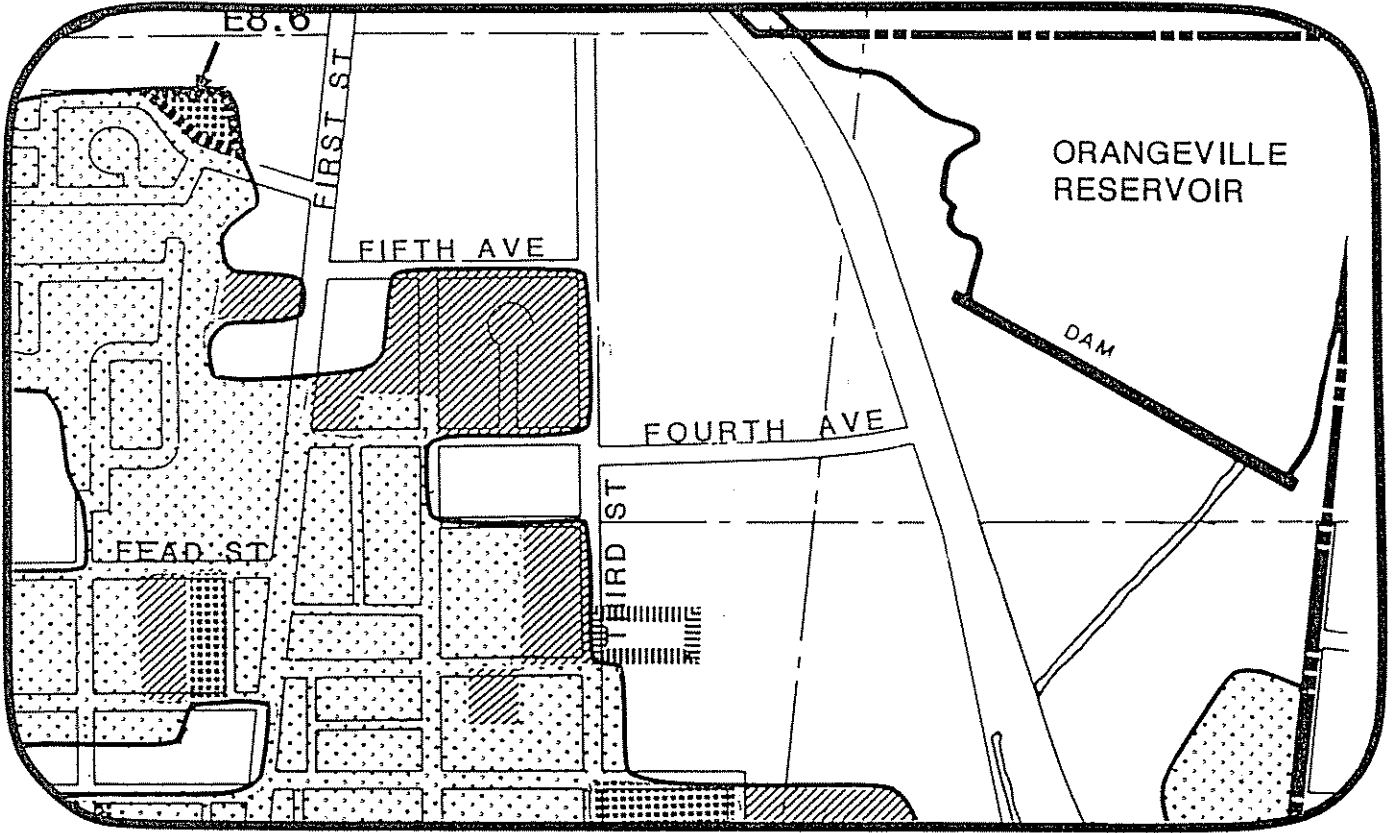 E8.6
FIRST ST
ORANGEVILLE
RESERVOIR
FIFTH AVE
DAM
FOURTH AVE
THIRD ST
FEAD ST